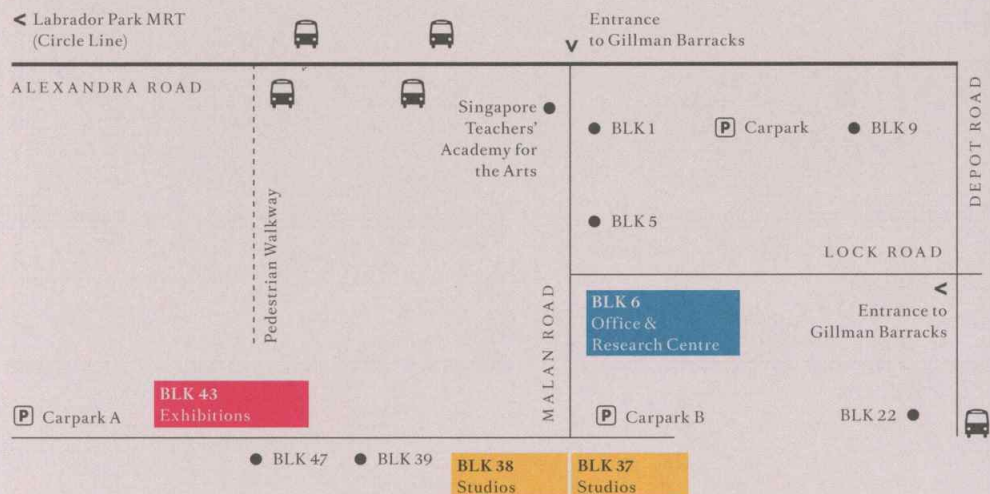 < Labrador Park MRT
(Circle Line)
Entrance
to Gillman Barracks
ALEXANDRA ROAD
Singapore
Teachers'
Academy for
the Arts
BLK 1
P Carpark
BLK 9
DEPOT ROAD
Pedestrian Walkway
BLK 5
LOCK ROAD
MALAN ROAD
BLK 6
Office &
Research Centre
Entrance to
Gillman Barracks
BLK 43
Exhibitions
P Carpark A
P Carpark B
BLK 22
BLK 47
BLK 39
BLK 38
Studios
BLK 37
Studios